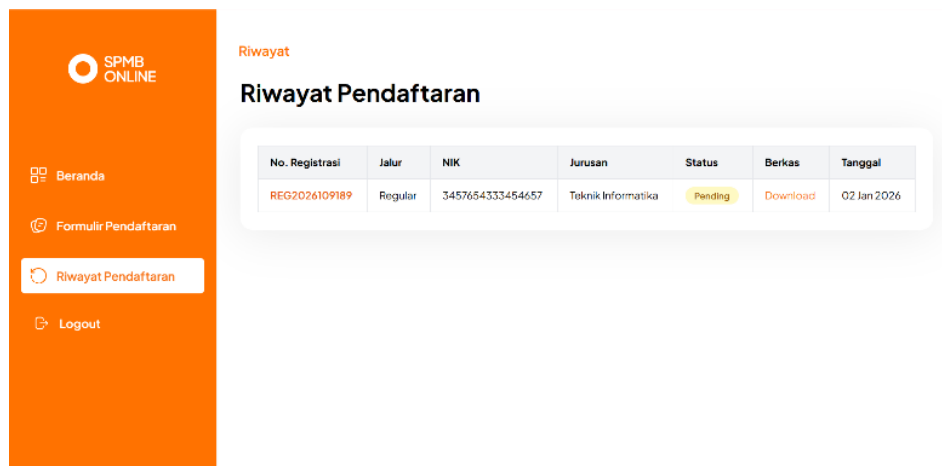 SPMB
ONLINE
Beranda
Formulir Pendaftaran
Riwayat Pendaftaran
Logout
Riwayat
Riwayat Pendaftaran
No. Registrasi Jalur NIK Jurusan Status Berkas Tanggal
REG2026109189 Regular 3457654333454657 Teknik Informatika Pending Download 02 Jan 2026